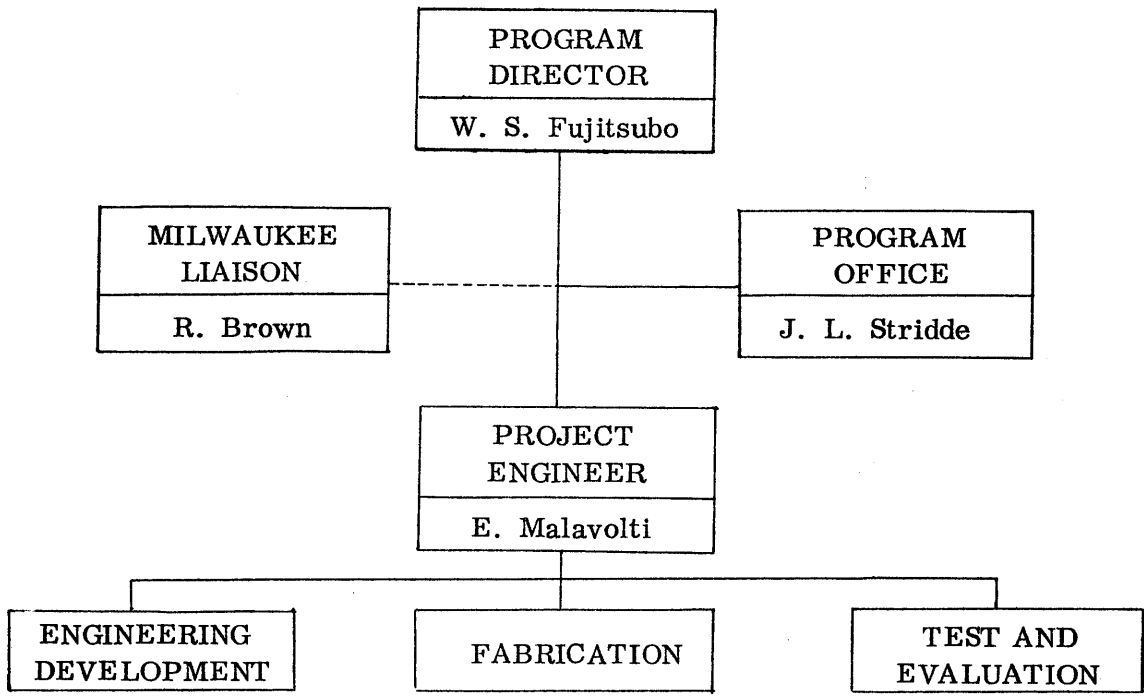 PROGRAM
DIRECTOR
W. S. Fujitsubo
MILWAUKEE
LIAISON
R. Brown
PROGRAM
OFFICE
J. L. Stridde
PROJECT
ENGINEER
E. Malavolti
ENGINEERING
DEVELOPMENT
FABRICATION
TEST AND
EVALUATION